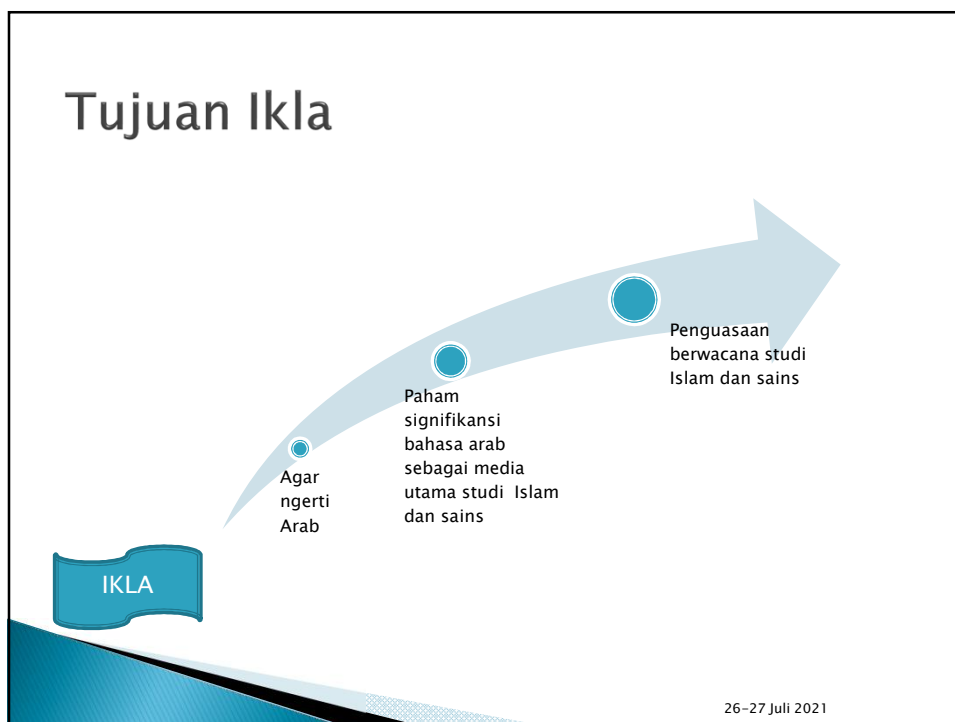 Tujuan Ikla
Agar
ngerti
Arab
Paham
signifikansi
bahasa arab
sebagai media
utama studi Islam
dan sains
Penguasaan
berwacana studi
Islam dan sains
IKLA
26-27 Juli 2021